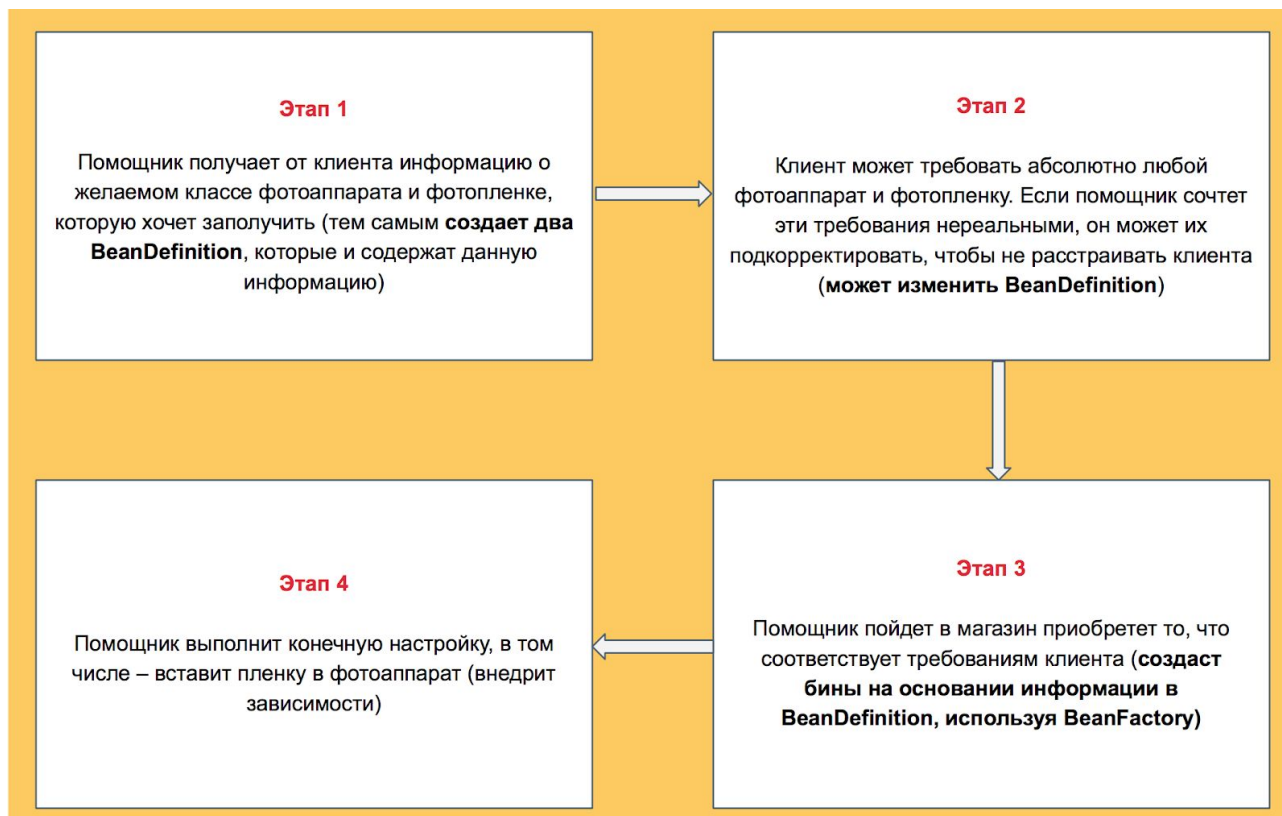 Этап 1
Помощник получает от клиента информацию о
желаемом классе фотоаппарата и фотопленке,
которую хочет заполучить (тем самым создает два
BeanDefinition, которые и содержат данную
информацию)
Этап 2
Клиент может требовать абсолютно любой
фотоаппарат и фотопленку. Если помощник сочтет
эти требования нереальными, он может их
подкорректировать, чтобы не расстраивать клиента
(может изменить BeanDefinition)
Этап 3
Помощник пойдет в магазин приобретет то, что
соответствует требованиям клиента (создаст
бины на основании информации в
BeanDefinition, используя BeanFactory)
Этап 4
Помощник выполнит конечную настройку, в том
числе – вставит пленку в фотоаппарат (внедрит
зависимости)